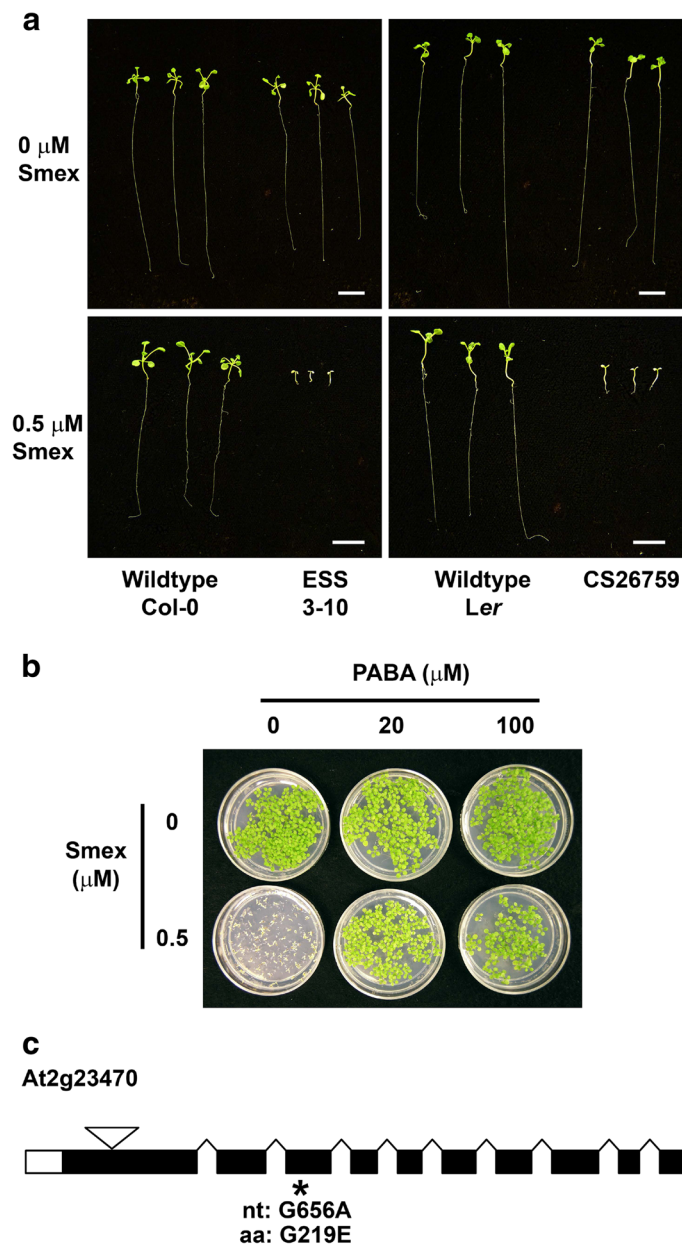 a
0 μM
Smex
0.5 μM
Smex
Wildtype
Col-0
ESS
3-10
Wildtype
Ler
CS26759
b
PABA (μM)
0 20 100
Smex
(μM)
0
0.5
c
At2g23470
*
nt: G656A
aa: G219E